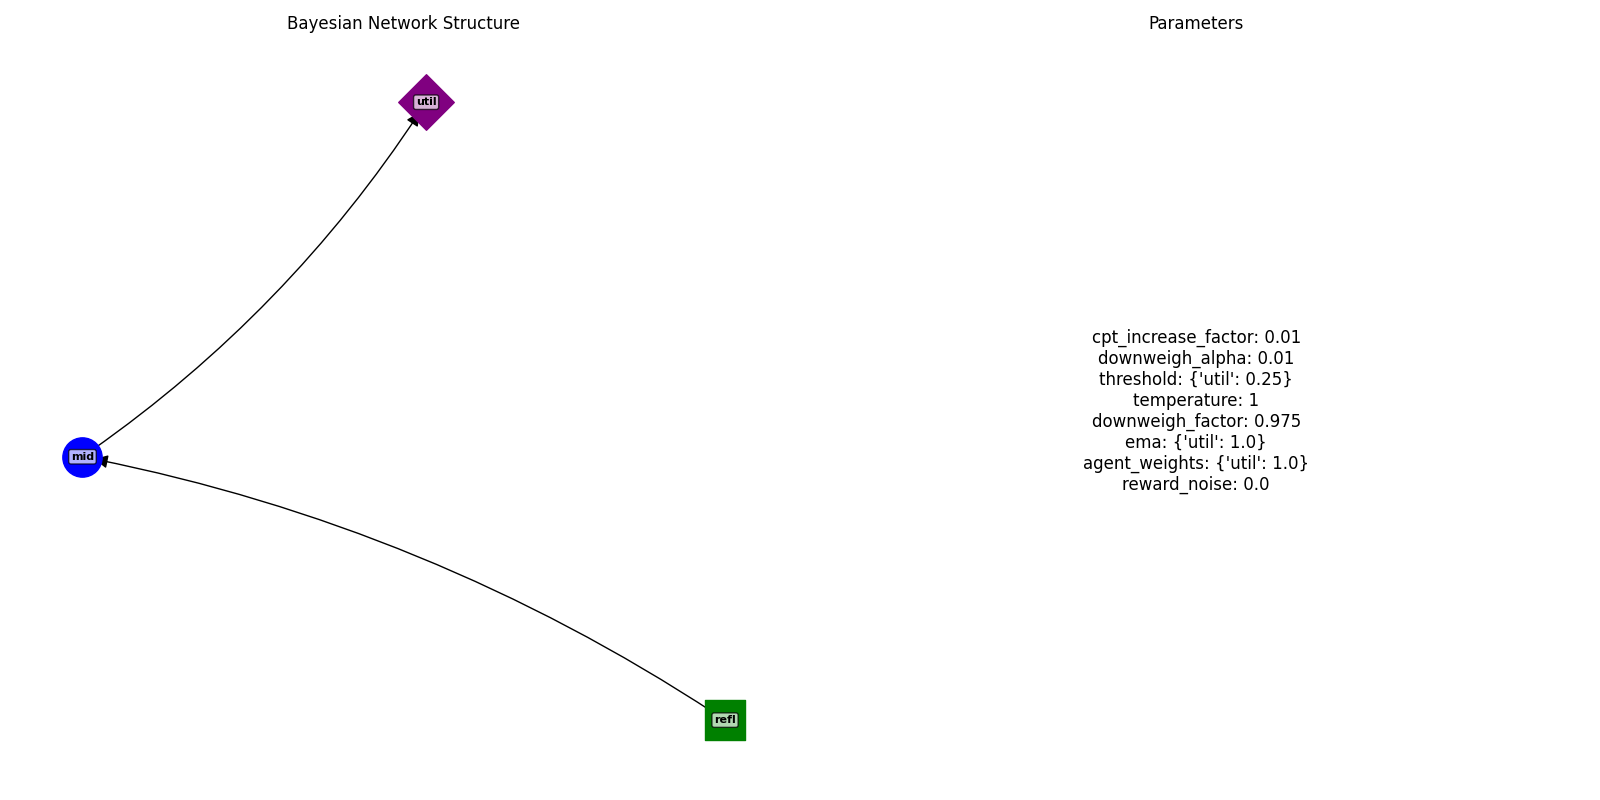 Bayesian Network Structure
util
mid
refl
Parameters
cpt_increase_factor: 0.01
downweigh_alpha: 0.01
threshold: {'util': 0.25}
temperature: 1
downweigh_factor: 0.975
ema: {'util': 1.0}
agent_weights: {'util': 1.0}
reward_noise: 0.0